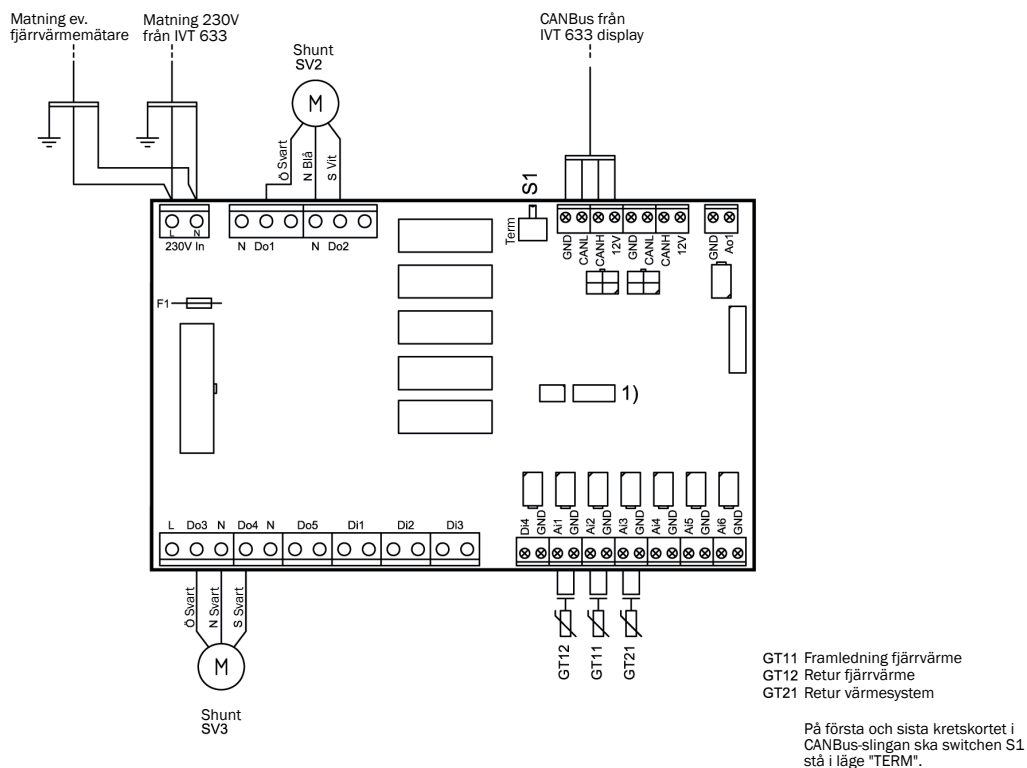 Matning ev.
fjärrvärmemätare
Matning 230V
från IVT 633
CANBus från
IVT 633 display
Shunt
SV2
M
Ö Svart
N Blå
S Vit
S1
Term
L N
230V In
N Do1
N Do2
GND
CANL
CANH
12V
GND
CANL
CANH
12V
GND
Ao1
F1
1)
L Do3 N Do4 N Do5 Di1 Di2 Di3
Di4
GND
Ai1
GND
Ai2
GND
Ai3
GND
Ai4
GND
Ai5
GND
Ai6
GND
Ö Svart
N Svart
S Svart
M
Shunt
SV3
GT12
GT11
GT21
GT11 Framledning fjärrvärme
GT12 Retur fjärrvärme
GT21 Retur värmesystem
På första och sista kretskortet i
CANBus-slingan ska switchen S1
stå i läge "TERM".